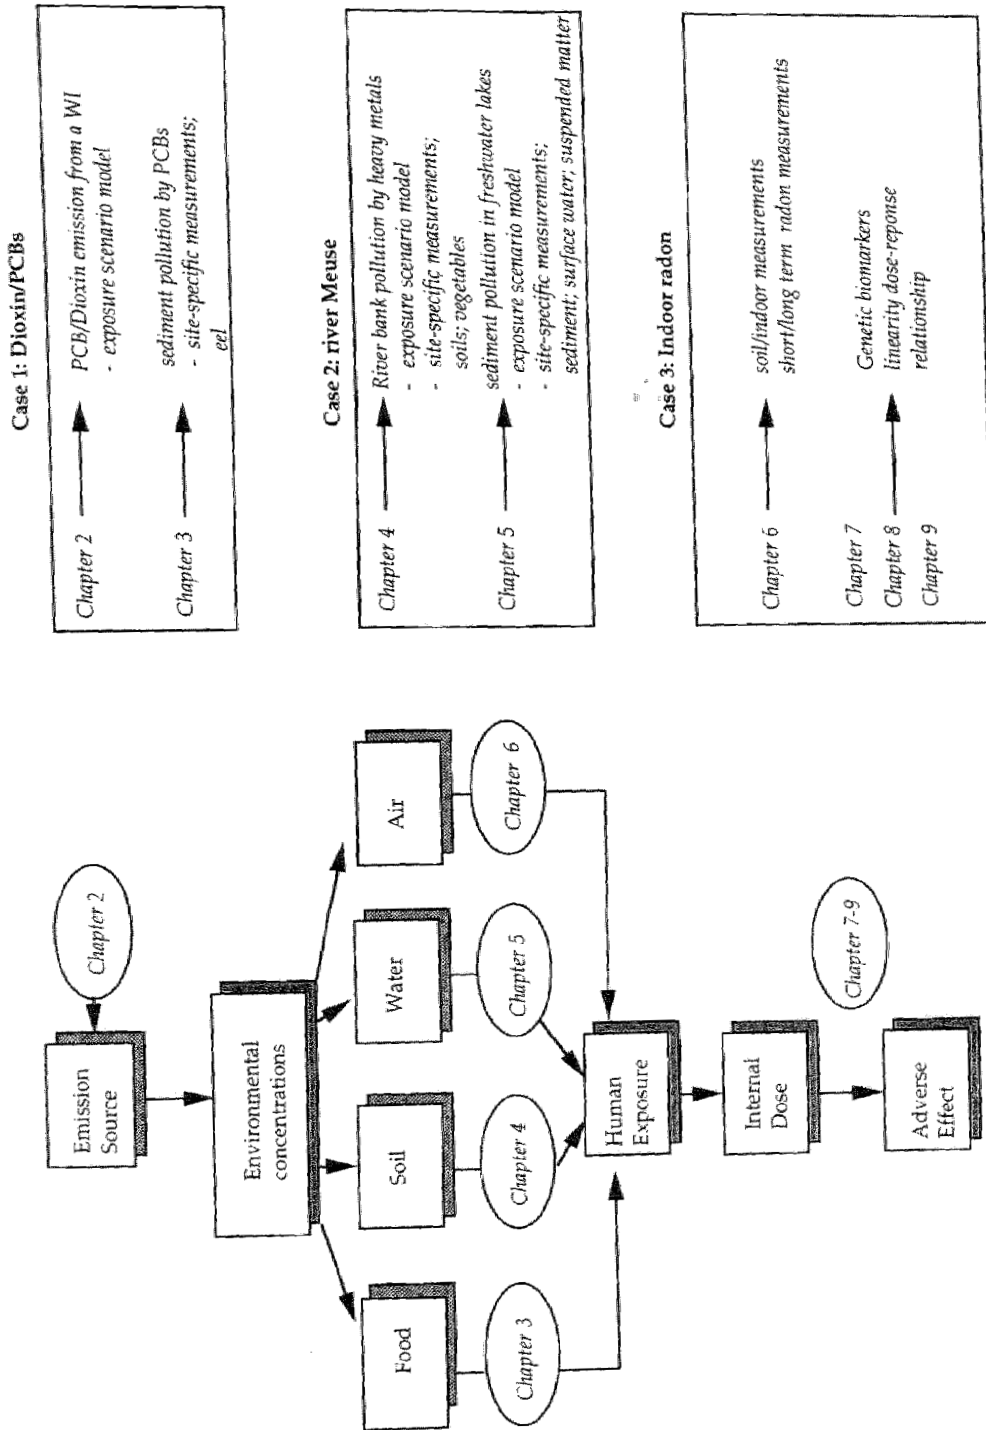 Emission
Source
Chapter 2
Environmental
concentrations
Food
Soil
Water
Air
Chapter 3
Chapter 4
Chapter 5
Chapter 6
Human
Exposure
Internal
Dose
Chapter 7-9
Adverse
Effect
Case 1: Dioxin/PCBs
Chapter 2
PCB/Dioxin emission from a WI
- exposure scenario model
Chapter 3
sediment pollution by PCBs
- site-specific measurements;
eel
Case 2: river Meuse
Chapter 4
River bank pollution by heavy metals
- exposure scenario model
- site-specific measurements;
soils; vegetables
Chapter 5
sediment pollution in freshwater lakes
- exposure scenario model
- site-specific measurements;
sediment; surface water; suspended matter
Case 3: Indoor radon
Chapter 6
soil/indoor measurements
short/long term radon measurements
Chapter 7
Genetic biomarkers
Chapter 8
linearity dose-reponse
Chapter 9
relationship